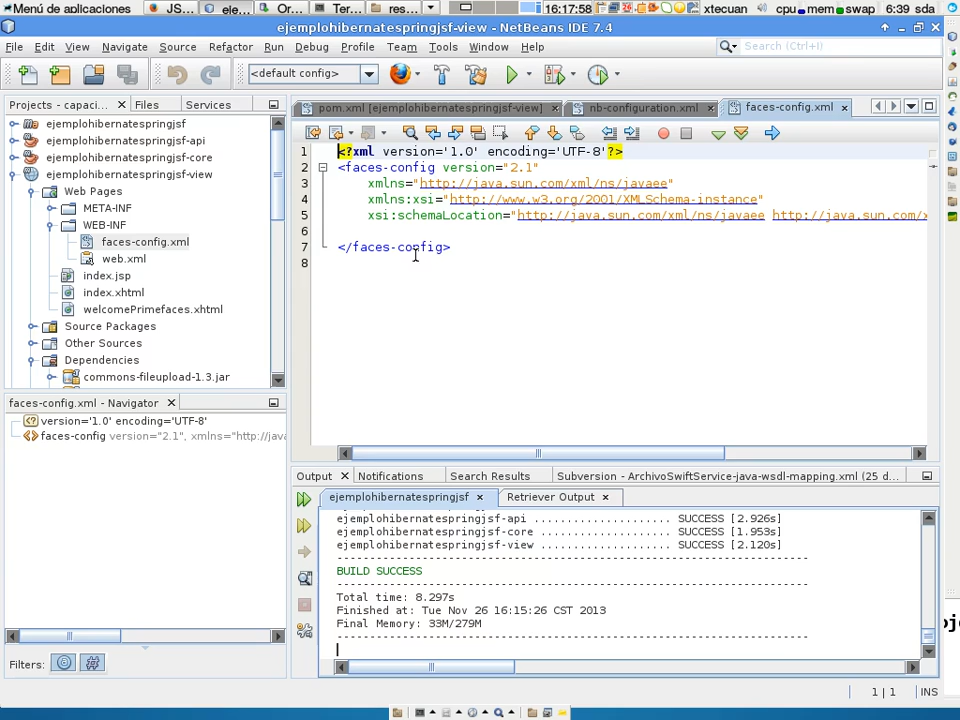 Menú de aplicaciones
JS...
ele...
Or...
Ter...
res...
16:17:58
xtecuan
cpu
mem
swap
6:39 sda
ejemplohibernatespringjsf-view - NetBeans IDE 7.4
File Edit View Navigate Source Refactor Run Debug Profile Team Tools Window Help
Search (Ctrl+I)
<default config>
Projects - capaci...
Files
Services
pom.xml [ejemplohibernatespringjsf-view]
nb-configuration.xml
faces-config.xml
ejemplohibernatespringjsf
ejemplohibernatespringjsf-api
ejemplohibernatespringjsf-core
ejemplohibernatespringjsf-view
Web Pages
META-INF
WEB-INF
faces-config.xml
web.xml
index.jsp
index.xhtml
welcomePrimefaces.xhtml
Source Packages
Other Sources
Dependencies
commons-fileupload-1.3.jar
1 <?xml version='1.0' encoding='UTF-8'?>
2 <faces-config version="2.1"
3 xmlns="http://java.sun.com/xml/ns/javaee"
4 xmlns:xsi="http://www.w3.org/2001/XMLSchema-instance"
5 xsi:schemaLocation="http://java.sun.com/xml/ns/javaee http://java.sun.com/x
6
7 </faces-config>
8
faces-config.xml - Navigator
version='1.0' encoding='UTF-8'
faces-config version="2.1", xmlns="http://java
Filters:
Output
Notifications
Search Results
Subversion - ArchivoSwiftService-java-wsdl-mapping.xml (25 d...
ejemplohibernatespringjsf
Retriever Output
ejemplohibernatespringjsf-api ...................... SUCCESS [2.926s]
ejemplohibernatespringjsf-core ..................... SUCCESS [1.953s]
ejemplohibernatespringjsf-view ..................... SUCCESS [2.120s]
------------------------------------------------------------------------
BUILD SUCCESS
------------------------------------------------------------------------
Total time: 8.297s
Finished at: Tue Nov 26 16:15:26 CST 2013
Final Memory: 33M/279M
------------------------------------------------------------------------
1 | 1
INS